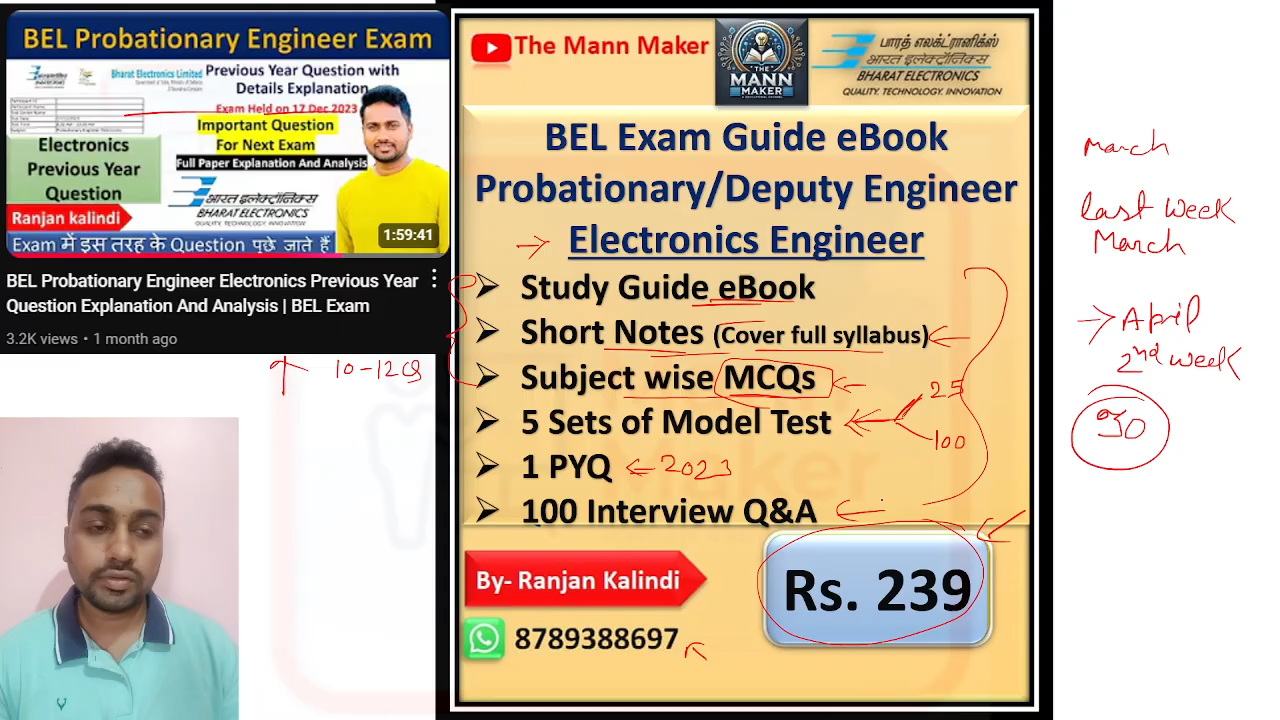 BEL Probationary Engineer Exam
Bharat Electronics Limited
Previous Year Question with
Details Explanation
Exam Held on 17 Dec 2023
Important Question
For Next Exam
Full Paper Explanation And Analysis
Electronics
Previous Year
Question
भारत इलेक्ट्रॉनिक्स
BHARAT ELECTRONICS
QUALITY. TECHNOLOGY. INNOVATION
Ranjan kalindi
Exam में इस तरह के Question पूछे जाते हैं
1:59:41
BEL Probationary Engineer Electronics Previous Year
Question Explanation And Analysis | BEL Exam
3.2K views • 1 month ago
10-12
The Mann Maker
THE
MANN
MAKER
பாரத் எலக்ட்ரானிக்ஸ்
भारत इलेक्ट्रॉनिक्स
BHARAT ELECTRONICS
QUALITY. TECHNOLOGY. INNOVATION
BEL Exam Guide eBook
Probationary/Deputy Engineer
Electronics Engineer
Study Guide eBook
Short Notes (Cover full syllabus)
Subject wise MCQs
5 Sets of Model Test
25
100
1 PYQ
2023
100 Interview Q&A
By- Ranjan Kalindi
Rs. 239
8789388697
March
last week
March
April
2nd week